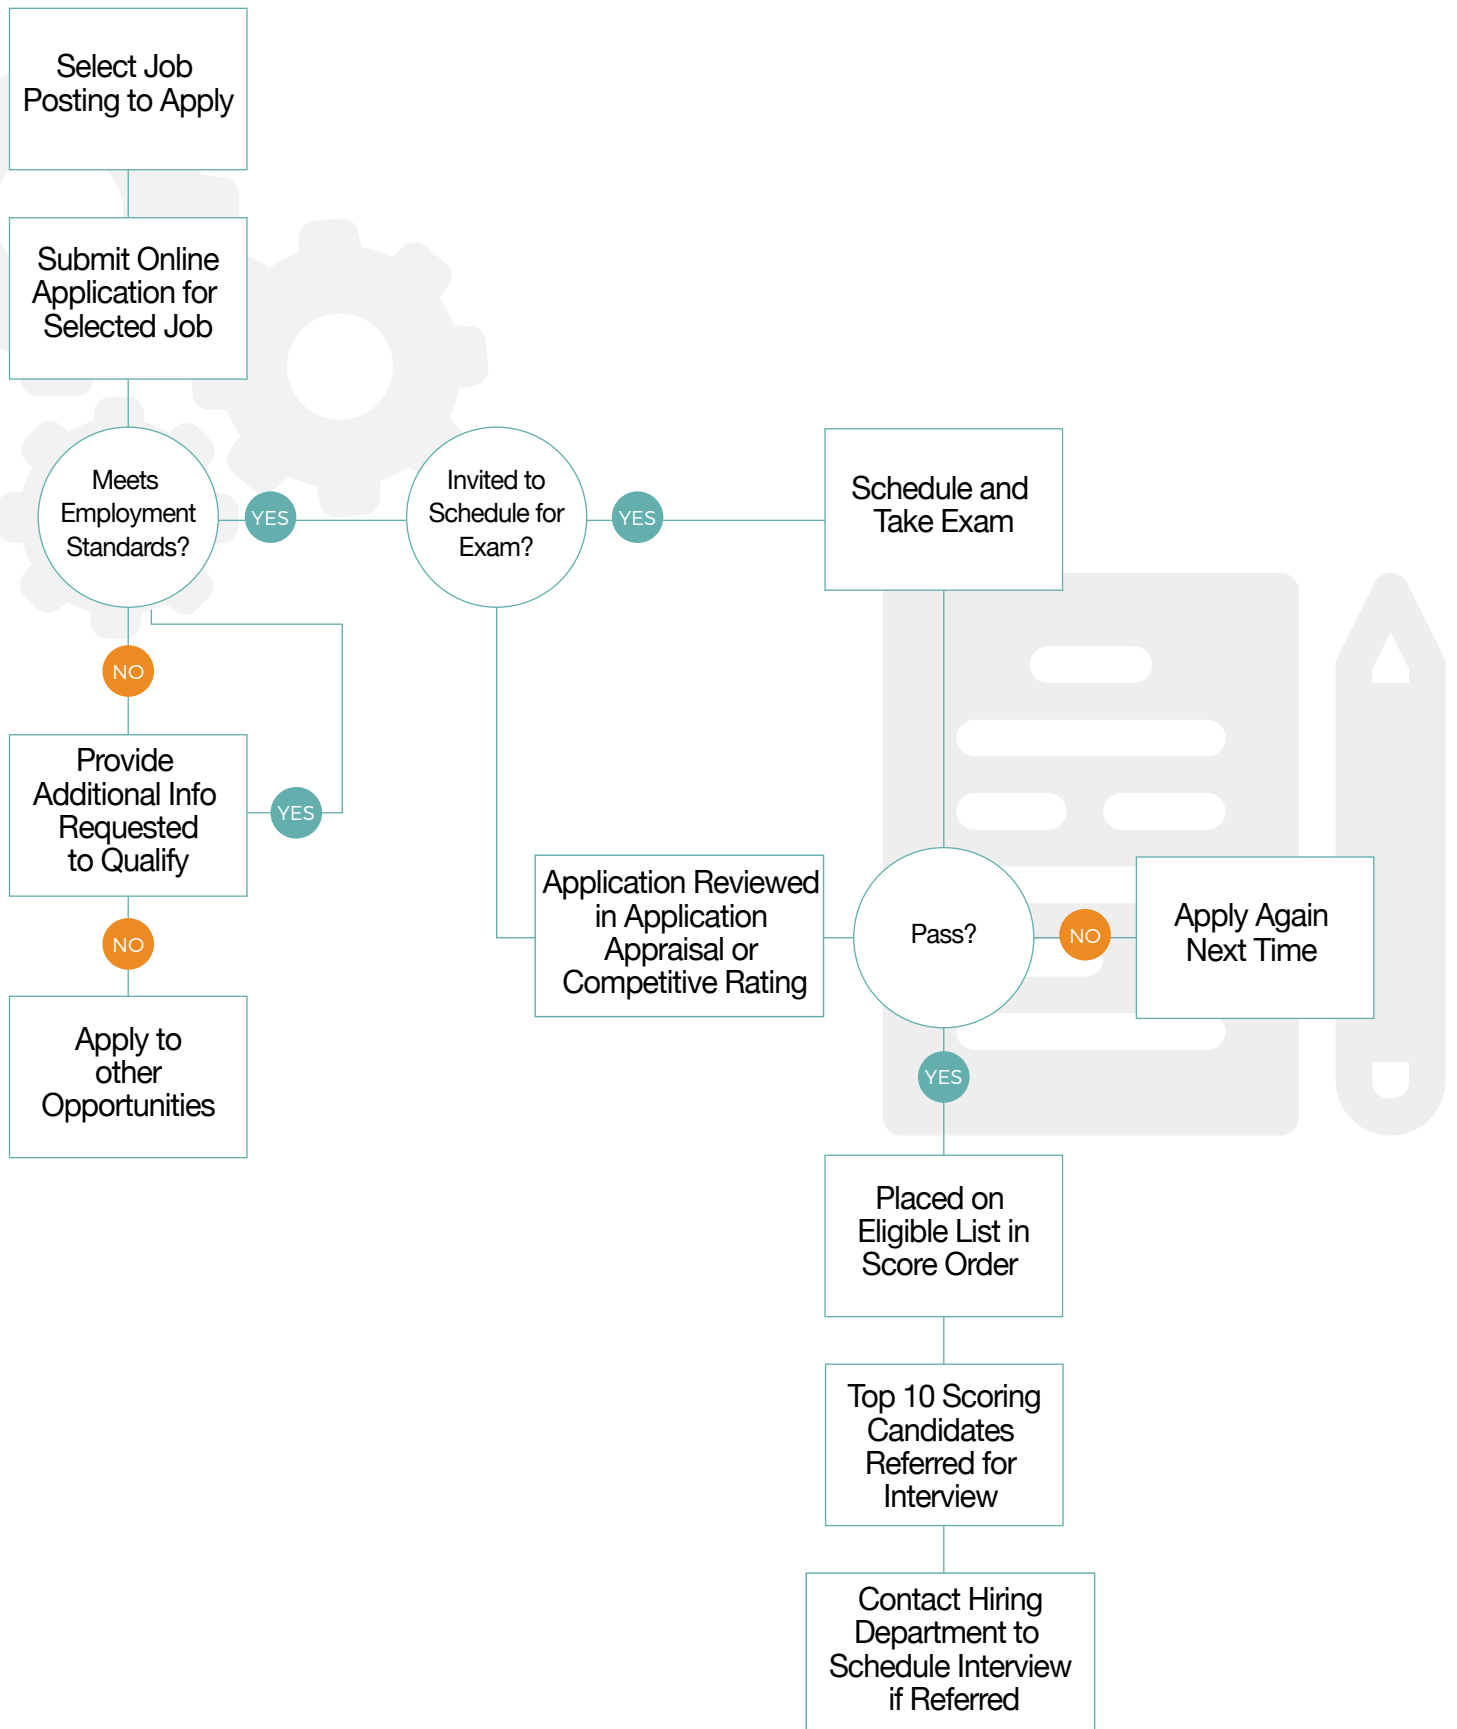 Select Job
Posting to Apply
Submit Online
Application for
Selected Job
Meets
Employment
Standards?
YES
Invited to
Schedule for
Exam?
YES
Schedule and
Take Exam
NO
Provide
Additional Info
Requested
to Qualify
YES
NO
Apply to
other
Opportunities
Application Reviewed
in Application
Appraisal or
Competitive Rating
Pass?
NO
Apply Again
Next Time
YES
Placed on
Eligible List in
Score Order
Top 10 Scoring
Candidates
Referred for
Interview
Contact Hiring
Department to
Schedule Interview
if Referred